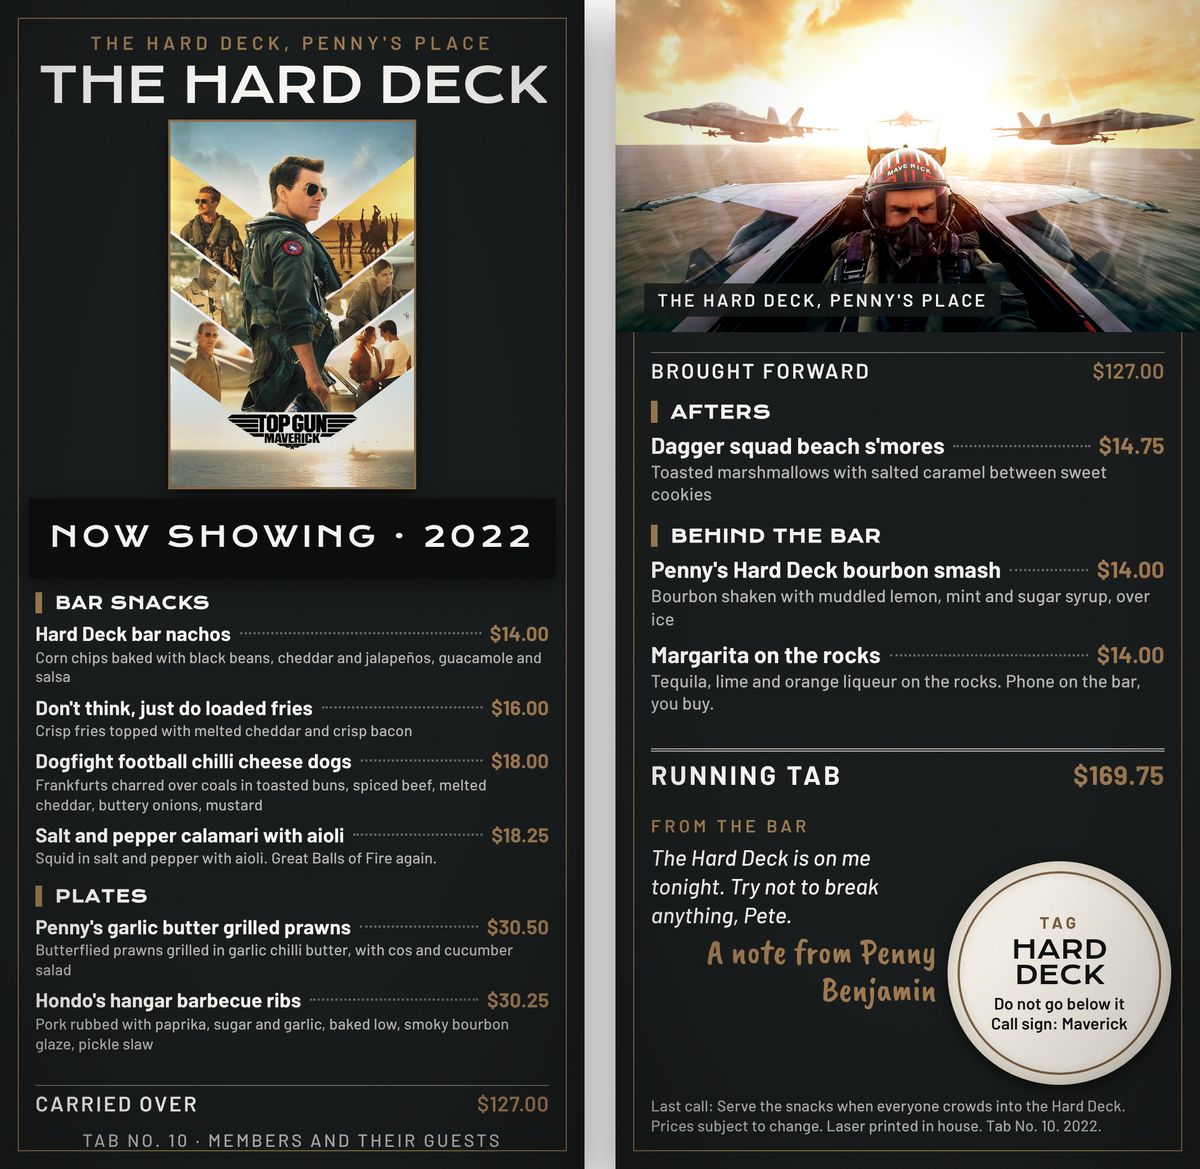 THE HARD DECK, PENNY'S PLACE
THE HARD DECK
TOP GUN
MAVERICK
NOW SHOWING · 2022
BAR SNACKS
Hard Deck bar nachos $14.00
Corn chips baked with black beans, cheddar and jalapeños, guacamole and
salsa
Don't think, just do loaded fries $16.00
Crisp fries topped with melted cheddar and crisp bacon
Dogfight football chilli cheese dogs $18.00
Frankfurts charred over coals in toasted buns, spiced beef, melted
cheddar, buttery onions, mustard
Salt and pepper calamari with aioli $18.25
Squid in salt and pepper with aioli. Great Balls of Fire again.
PLATES
Penny's garlic butter grilled prawns $30.50
Butterflied prawns grilled in garlic chilli butter, with cos and cucumber
salad
Hondo's hangar barbecue ribs $30.25
Pork rubbed with paprika, sugar and garlic, baked low, smoky bourbon
glaze, pickle slaw
CARRIED OVER $127.00
TAB NO. 10 · MEMBERS AND THEIR GUESTS
MAVERICK
THE HARD DECK, PENNY'S PLACE
BROUGHT FORWARD $127.00
AFTERS
Dagger squad beach s'mores $14.75
Toasted marshmallows with salted caramel between sweet
cookies
BEHIND THE BAR
Penny's Hard Deck bourbon smash $14.00
Bourbon shaken with muddled lemon, mint and sugar syrup, over
ice
Margarita on the rocks $14.00
Tequila, lime and orange liqueur on the rocks. Phone on the bar,
you buy.
RUNNING TAB $169.75
FROM THE BAR
The Hard Deck is on me
tonight. Try not to break
anything, Pete.
A note from Penny
Benjamin
TAG
HARD
DECK
Do not go below it
Call sign: Maverick
Last call: Serve the snacks when everyone crowds into the Hard Deck.
Prices subject to change. Laser printed in house. Tab No. 10. 2022.